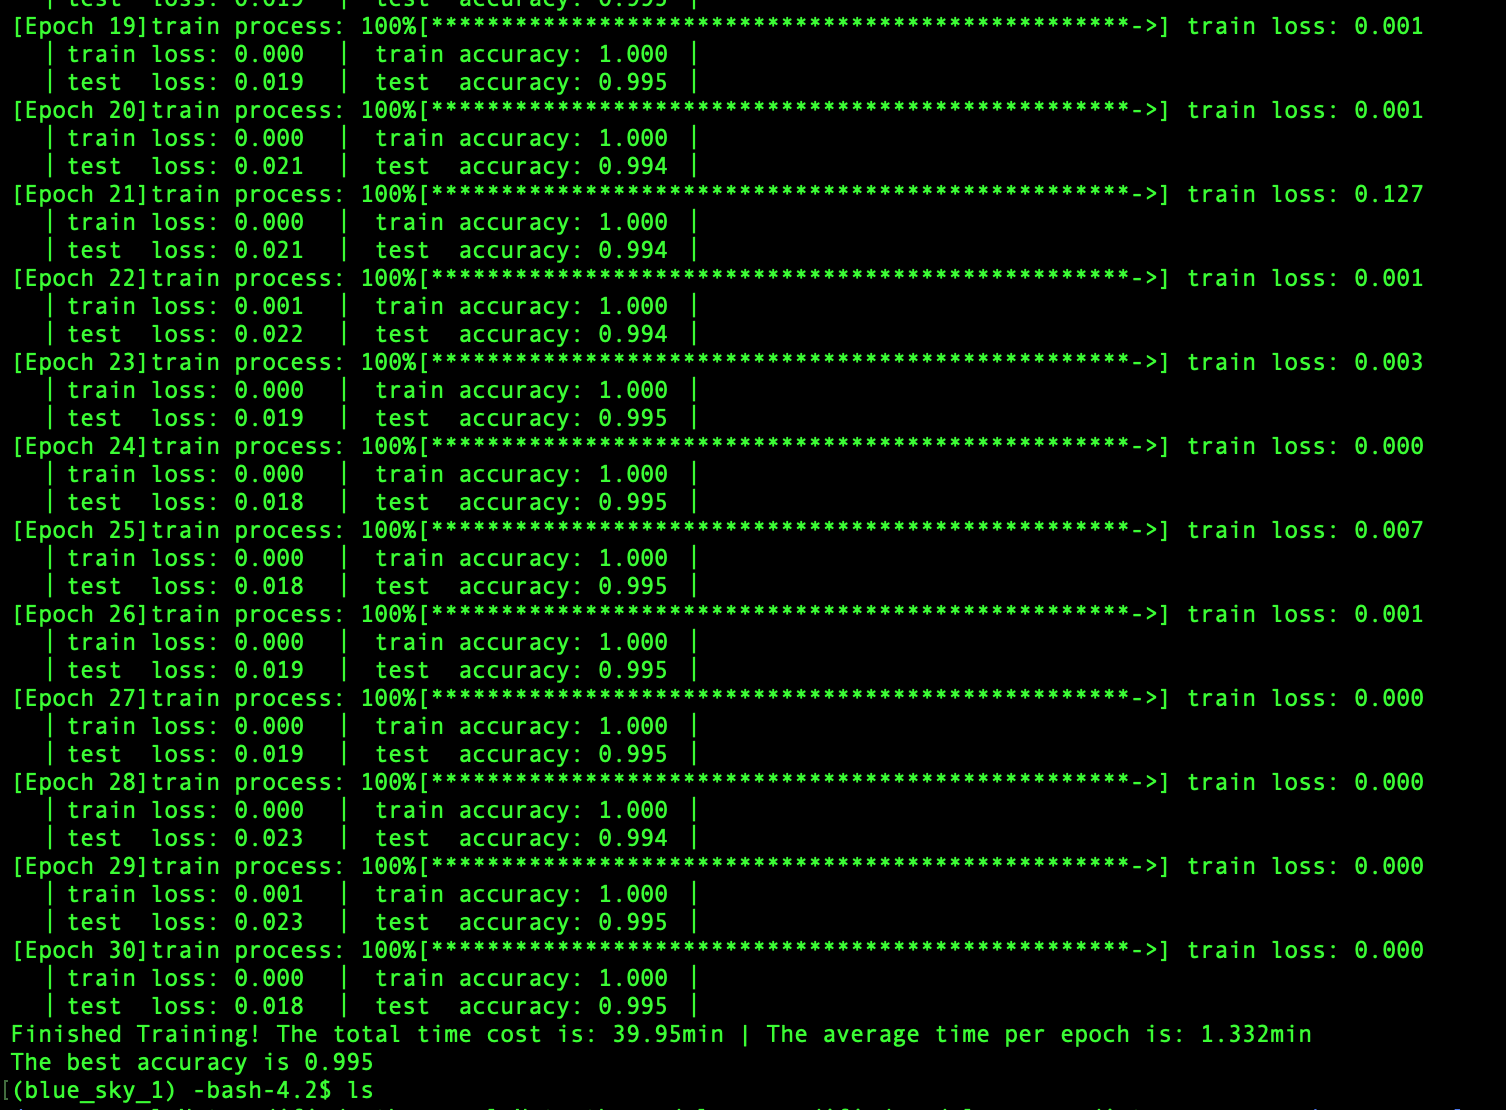 test loss: 0.019 | test accuracy: 0.995 |
[Epoch 19]train process: 100%[**************************************************->] train loss: 0.001
| train loss: 0.000 | train accuracy: 1.000 |
| test loss: 0.019 | test accuracy: 0.995 |
[Epoch 20]train process: 100%[**************************************************->] train loss: 0.001
| train loss: 0.000 | train accuracy: 1.000 |
| test loss: 0.021 | test accuracy: 0.994 |
[Epoch 21]train process: 100%[**************************************************->] train loss: 0.127
| train loss: 0.000 | train accuracy: 1.000 |
| test loss: 0.021 | test accuracy: 0.994 |
[Epoch 22]train process: 100%[**************************************************->] train loss: 0.001
| train loss: 0.001 | train accuracy: 1.000 |
| test loss: 0.022 | test accuracy: 0.994 |
[Epoch 23]train process: 100%[**************************************************->] train loss: 0.003
| train loss: 0.000 | train accuracy: 1.000 |
| test loss: 0.019 | test accuracy: 0.995 |
[Epoch 24]train process: 100%[**************************************************->] train loss: 0.000
| train loss: 0.000 | train accuracy: 1.000 |
| test loss: 0.018 | test accuracy: 0.995 |
[Epoch 25]train process: 100%[**************************************************->] train loss: 0.007
| train loss: 0.000 | train accuracy: 1.000 |
| test loss: 0.018 | test accuracy: 0.995 |
[Epoch 26]train process: 100%[**************************************************->] train loss: 0.001
| train loss: 0.000 | train accuracy: 1.000 |
| test loss: 0.019 | test accuracy: 0.995 |
[Epoch 27]train process: 100%[**************************************************->] train loss: 0.000
| train loss: 0.000 | train accuracy: 1.000 |
| test loss: 0.019 | test accuracy: 0.995 |
[Epoch 28]train process: 100%[**************************************************->] train loss: 0.000
| train loss: 0.000 | train accuracy: 1.000 |
| test loss: 0.023 | test accuracy: 0.994 |
[Epoch 29]train process: 100%[**************************************************->] train loss: 0.000
| train loss: 0.001 | train accuracy: 1.000 |
| test loss: 0.023 | test accuracy: 0.995 |
[Epoch 30]train process: 100%[**************************************************->] train loss: 0.000
| train loss: 0.000 | train accuracy: 1.000 |
| test loss: 0.018 | test accuracy: 0.995 |
Finished Training! The total time cost is: 39.95min | The average time per epoch is: 1.332min
The best accuracy is 0.995
[(blue_sky_1) -bash-4.2$ ls